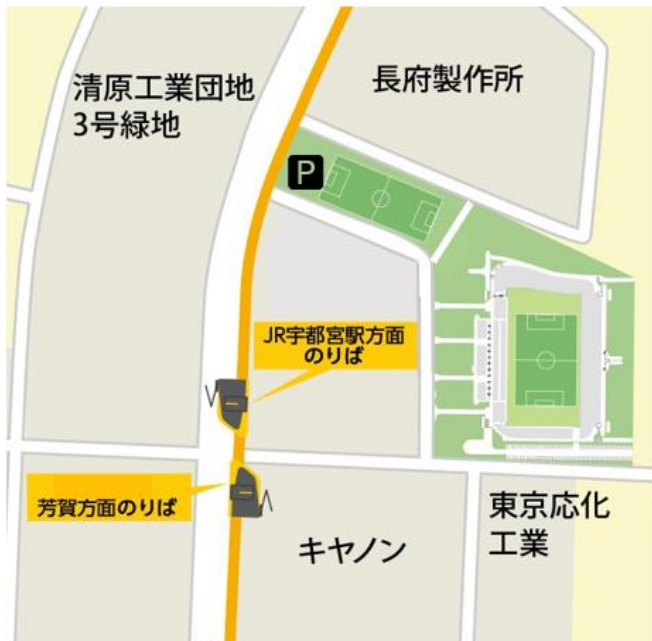 清原工業団地
3号緑地
長府製作所
P
JR宇都宮駅方面
のりば
芳賀方面のりば
キヤノン
東京応化
工業